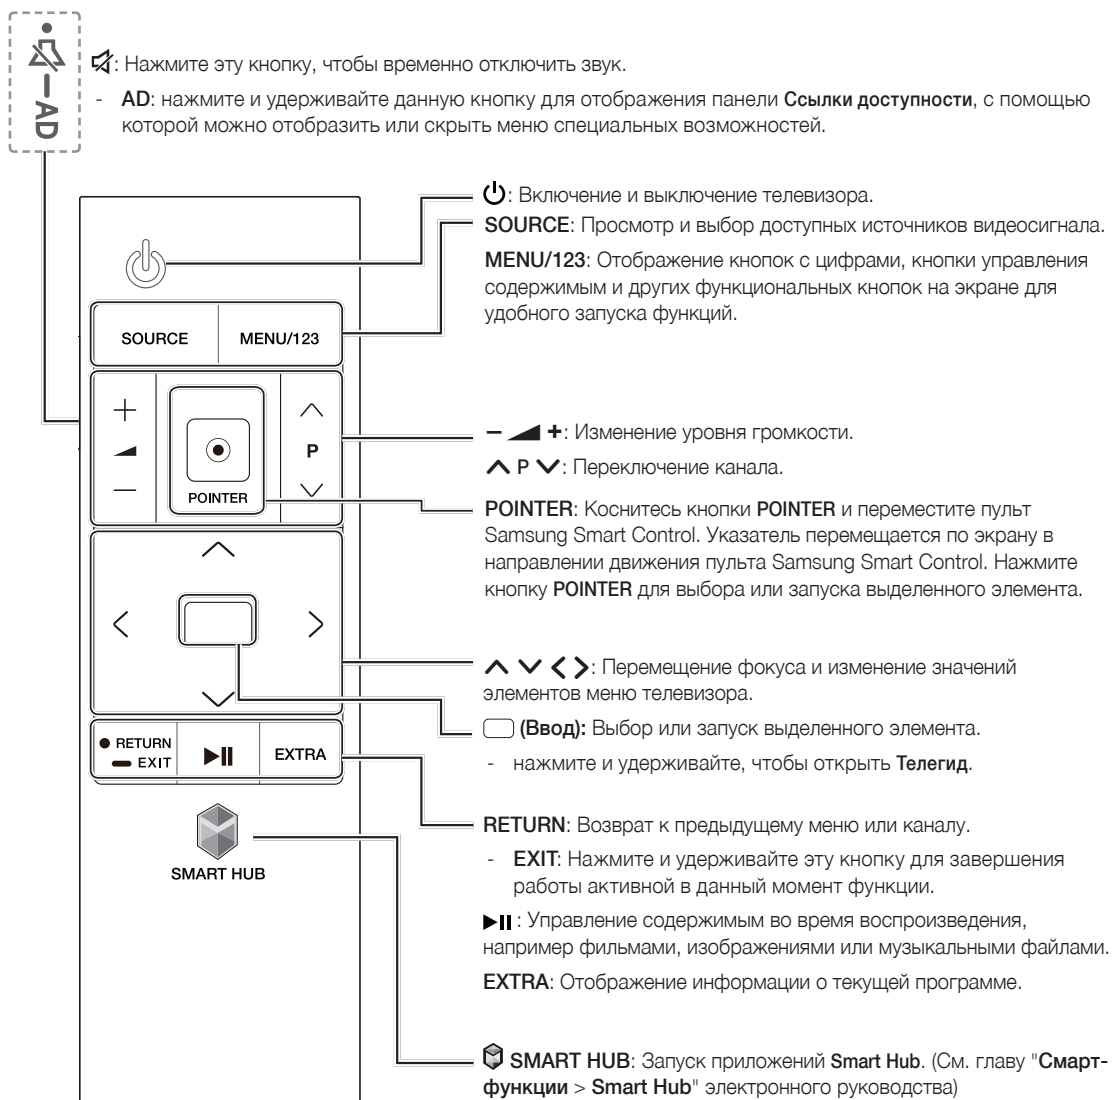 AD
: Нажмите эту кнопку, чтобы временно отключить звук.
- AD: нажмите и удерживайте данную кнопку для отображения панели Ссылки доступности, с помощью
которой можно отобразить или скрыть меню специальных возможностей.
: Включение и выключение телевизора.
SOURCE: Просмотр и выбор доступных источников видеосигнала.
MENU/123: Отображение кнопок с цифрами, кнопки управления
содержимым и других функциональных кнопок на экране для
удобного запуска функций.
SOURCE
MENU/123
+
P
—
POINTER
− +: Изменение уровня громкости.
P : Переключение канала.
POINTER: Коснитесь кнопки POINTER и переместите пульт
Samsung Smart Control. Указатель перемещается по экрану в
направлении движения пульта Samsung Smart Control. Нажмите
кнопку POINTER для выбора или запуска выделенного элемента.
: Перемещение фокуса и изменение значений
элементов меню телевизора.
(Ввод): Выбор или запуск выделенного элемента.
- нажмите и удерживайте, чтобы открыть Телегид.
RETURN
EXIT
EXTRA
RETURN: Возврат к предыдущему меню или каналу.
- EXIT: Нажмите и удерживайте эту кнопку для завершения
работы активной в данный момент функции.
: Управление содержимым во время воспроизведения,
например фильмами, изображениями или музыкальными файлами.
EXTRA: Отображение информации о текущей программе.
SMART HUB
SMART HUB: Запуск приложений Smart Hub. (См. главу "Смарт-
функции > Smart Hub" электронного руководства)